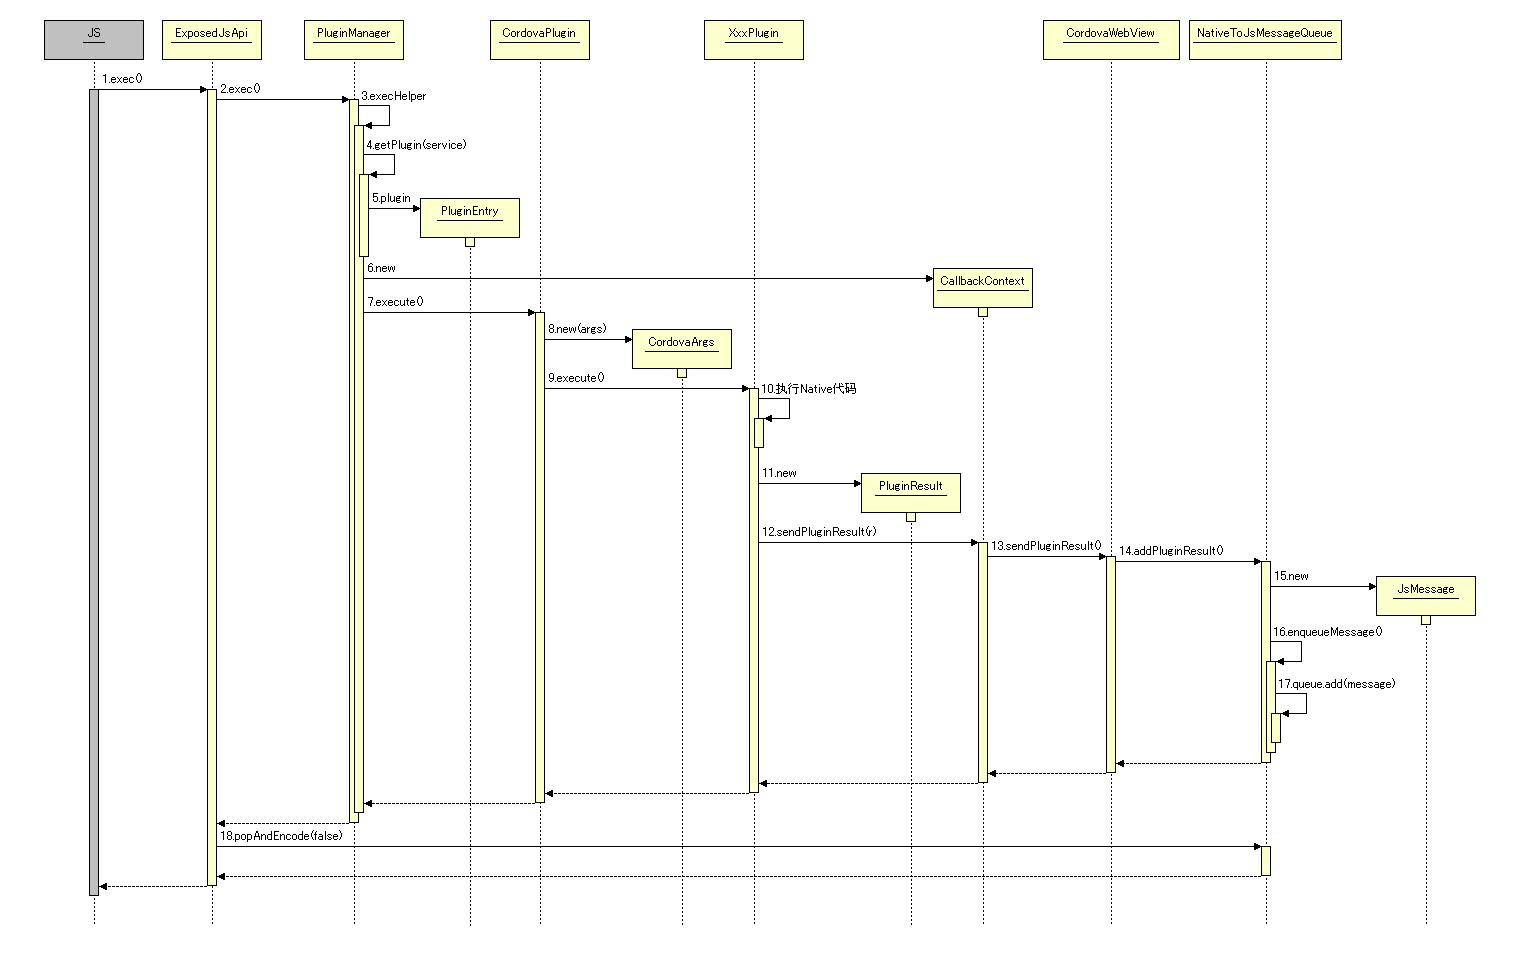 JS
ExposedJsApi
PluginManager
CordovaPlugin
XxxPlugin
CordovaWebView
NativeToJsMessageQueue
1.exec()
2.exec()
3.execHelper
4.getPlugin(service)
5.plugin
PluginEntry
6.new
CallbackContext
7.execute()
8.new(args)
CordovaArgs
9.execute()
10.执行Native代码
11.new
PluginResult
12.sendPluginResult(r)
13.sendPluginResult()
14.addPluginResult()
15.new
JsMessage
16.enqueueMessage()
17.queue.add(message)
18.popAndEncode(false)